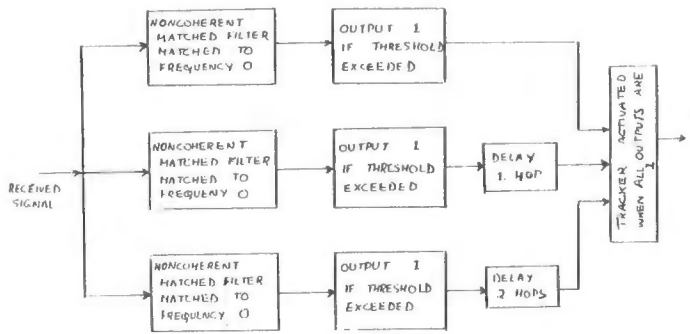 NONCOHERENT
MATCHED FILTER
MATCHED TO
FREQUENCY 0
OUTPUT 1
IF THRESHOLD
EXCEEDED
RECEIVED
SIGNAL
NONCOHERENT
MATCHED FILTER
MATCHED TO
FREQUENY 0
OUTPUT 1
IF THRESHOLD
EXCEEDED
DELAY
1. HOP
TRACKER ACTIVATED
WHEN ALL OUTPUTS ARE
1
NONCOHERENT
MATCHED FILTER
MATCHED TO
FREQUENCY 0
OUTPUT 1
IF THRESHOLD
EXCEEDED
DELAY
2 HOPS